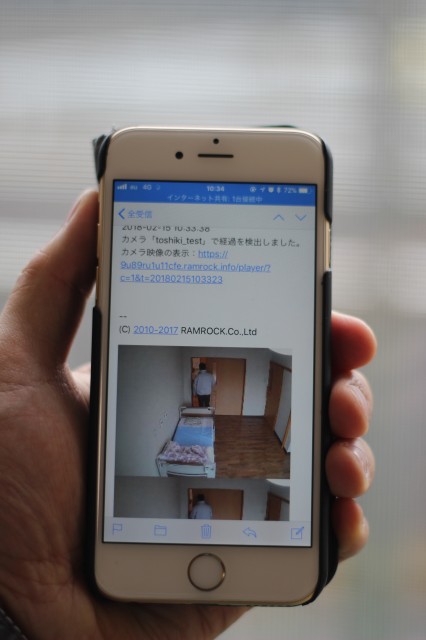 au 4G 10:34 72%
インターネット共有: 1台接続中
全受信
2018-02-15 10:33:38
カメラ「toshiki_test」で経過を検出しました。
カメラ映像の表示：https://
9u89ru1u11cfe.ramrock.info/player/?
c=1&t=20180215103323
--
(C) 2010-2017 RAMROCK.Co.,Ltd